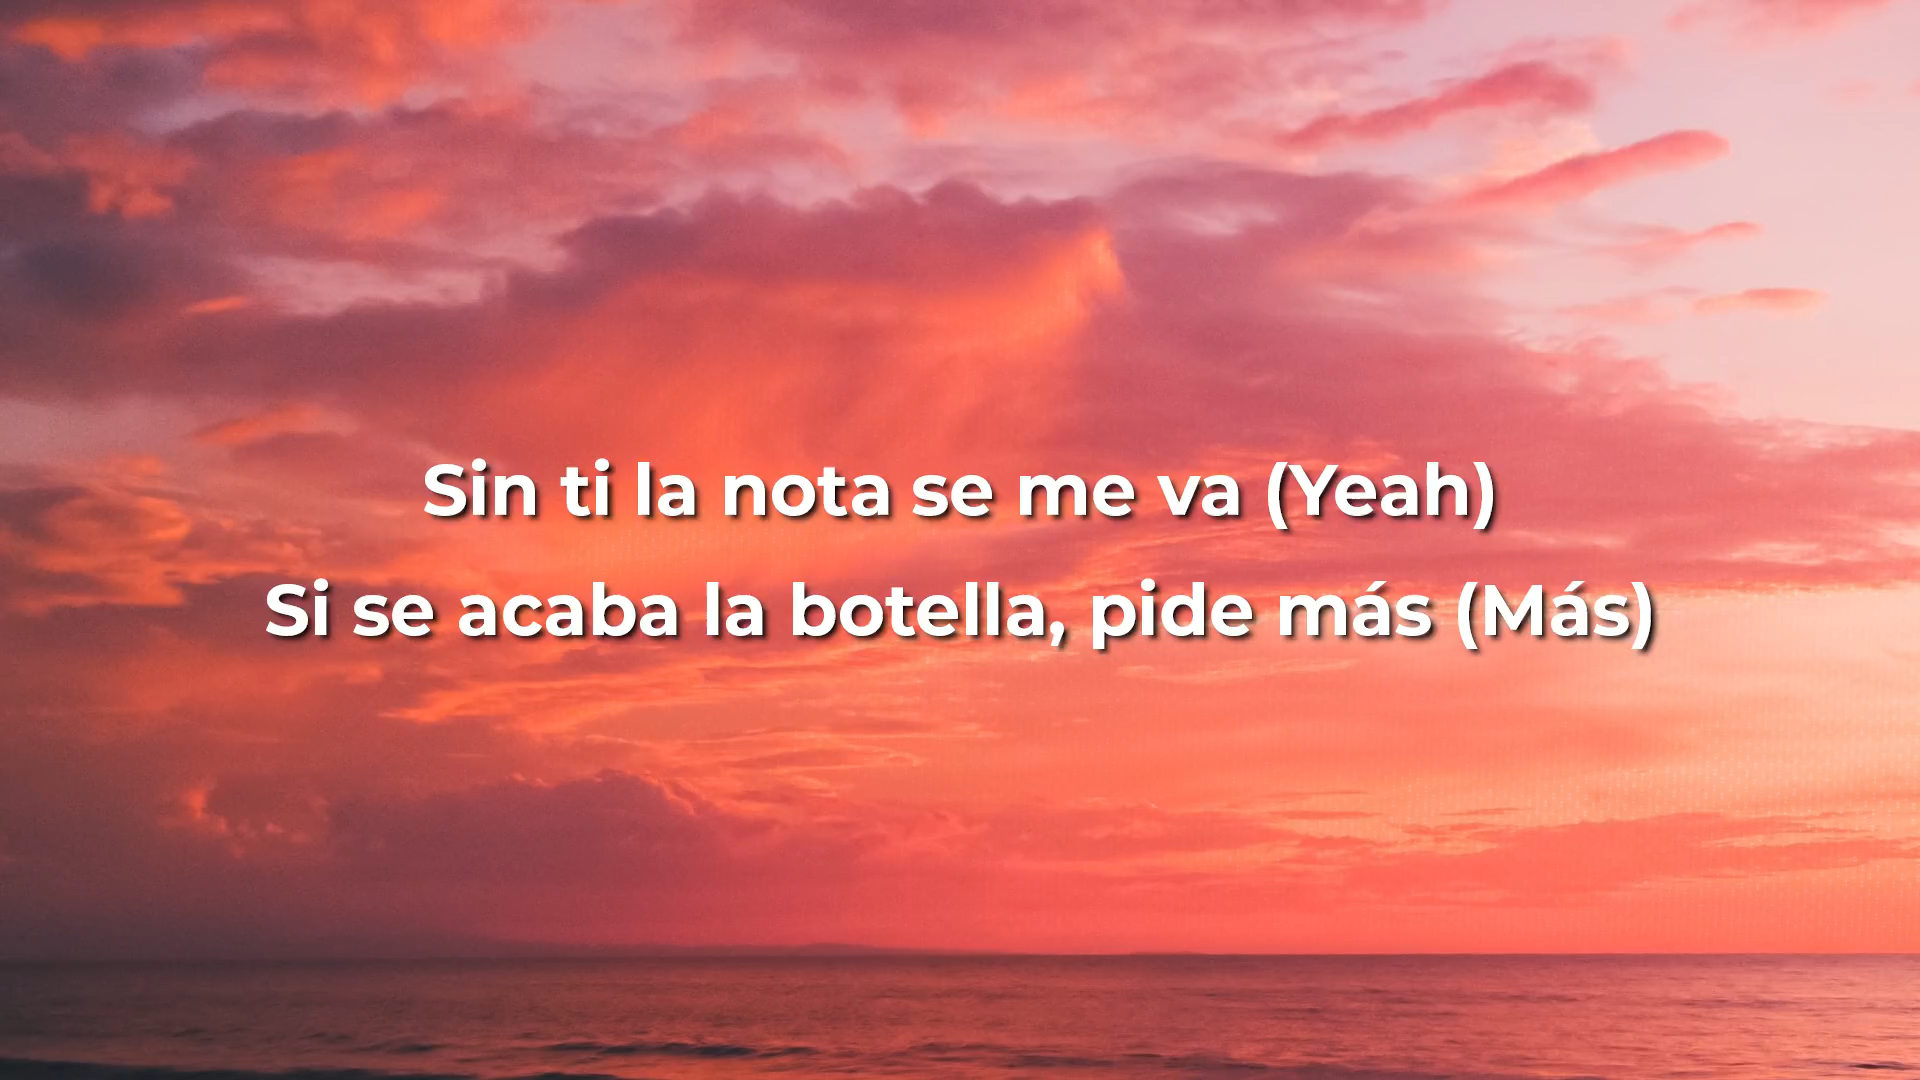 Sin ti la nota se me va (Yeah)
Si se acaba la botella, pide más (Más)